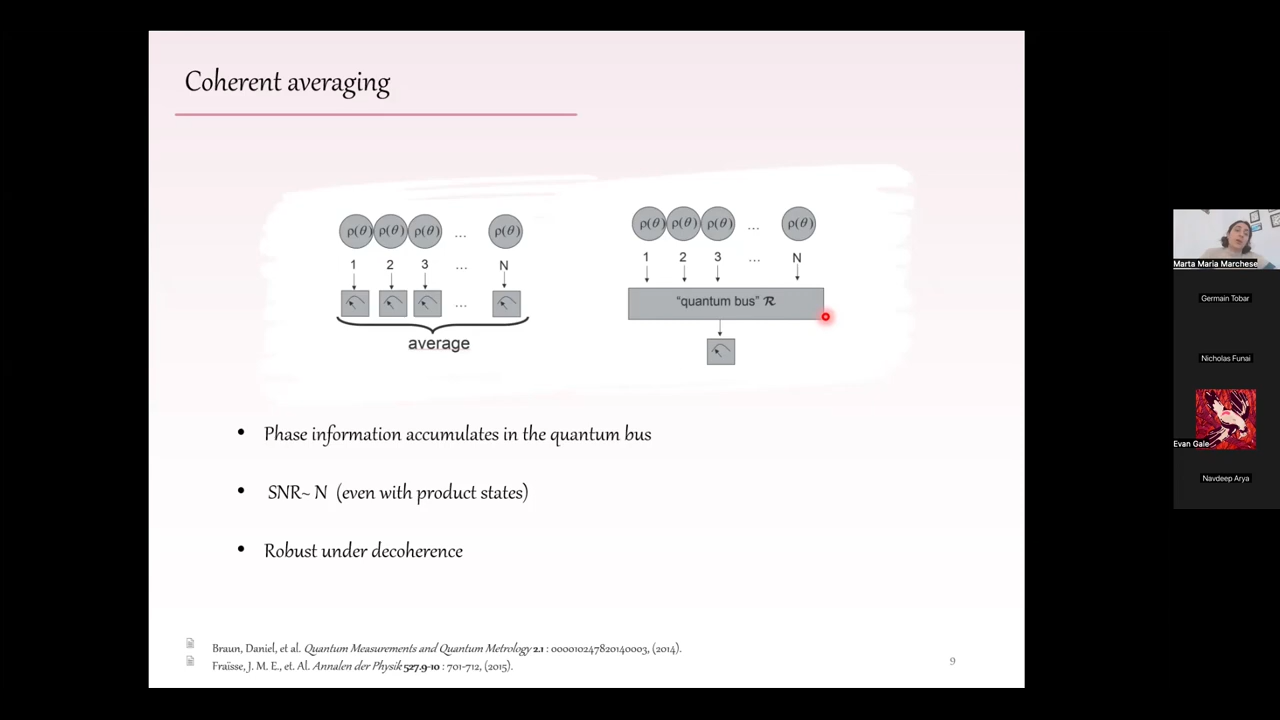 Coherent averaging
ρ(θ) ρ(θ) ρ(θ) ... ρ(θ)
1 2 3 ... N
...
average
ρ(θ) ρ(θ) ρ(θ) ... ρ(θ)
1 2 3 ... N
"quantum bus" R
• Phase information accumulates in the quantum bus
• SNR~ N (even with product states)
• Robust under decoherence
Braun, Daniel, et al. Quantum Measurements and Quantum Metrology 2.1 : 000010247820140003, (2014).
Fraïsse, J. M. E., et. Al. Annalen der Physik 527.9-10 : 701-712, (2015).
9
Marta Maria Marchese
Germain Tobar
Nicholas Funai
Evan Gale
Navdeep Arya